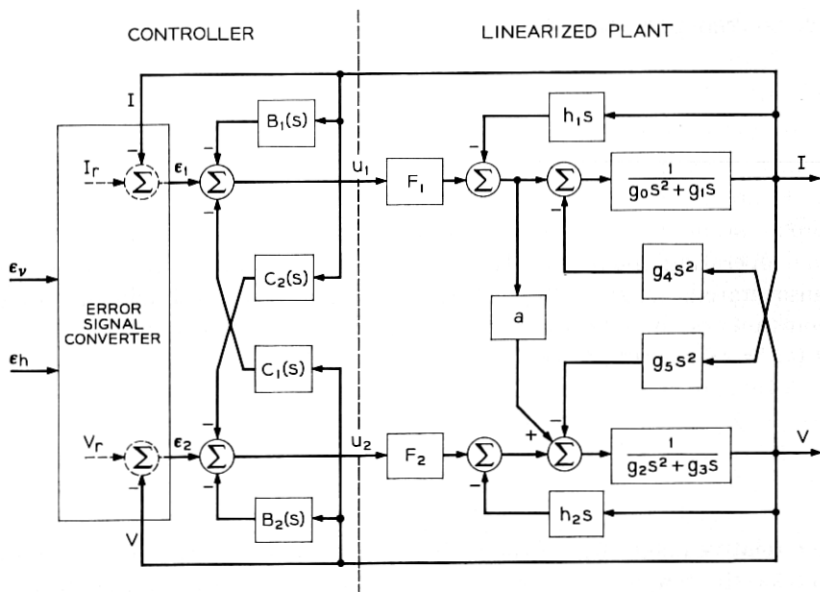 CONTROLLER
LINEARIZED PLANT
I
B₁(s)
h₁s
Iᵣ
Σ
ϵ₁
Σ
u₁
F₁
Σ
Σ
1
g₀s² + g₁s
I
ϵᵥ
C₂(s)
g₄s²
ERROR
SIGNAL
CONVERTER
a
ϵh
C₁(s)
g₅s²
Vᵣ
Σ
ϵ₂
Σ
u₂
F₂
Σ
+
Σ
1
g₂s² + g₃s
V
V
B₂(s)
h₂s